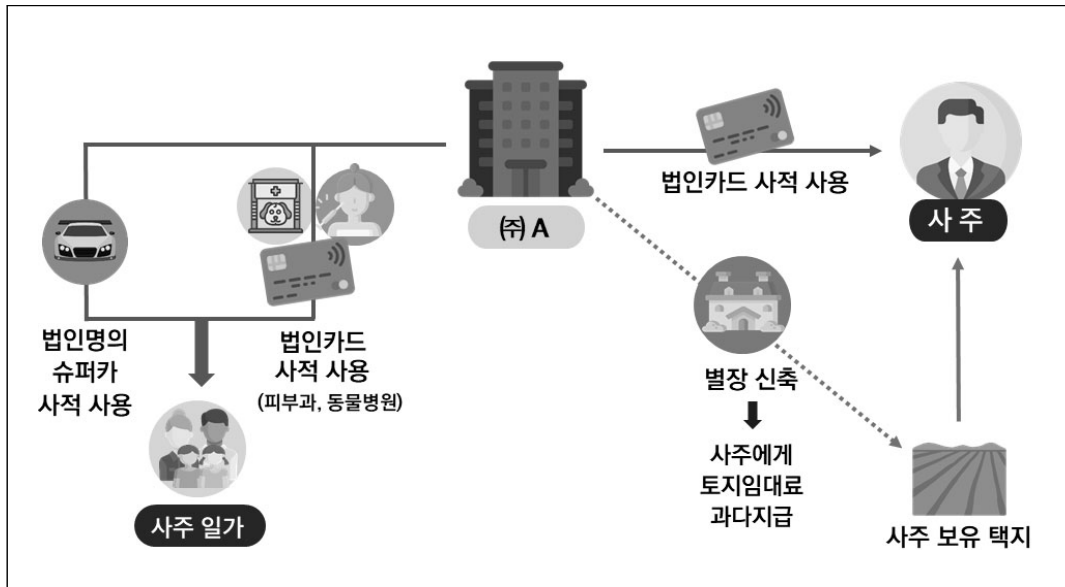 법인카드 사적 사용
㈜ A
사 주
법인명의
슈퍼카
사적 사용
법인카드
사적 사용
(피부과, 동물병원)
별장 신축
사주에게
토지임대료
과다지급
사주 일가
사주 보유 택지